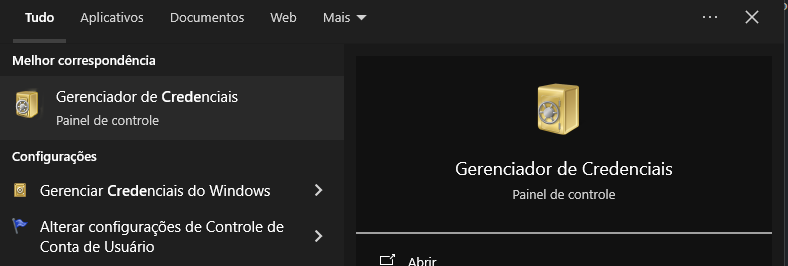 Tudo Aplicativos Documentos Web Mais
Melhor correspondência
Gerenciador de Credenciais
Painel de controle
Configurações
Gerenciar Credenciais do Windows
Alterar configurações de Controle de
Conta de Usuário
Gerenciador de Credenciais
Painel de controle
Abrir